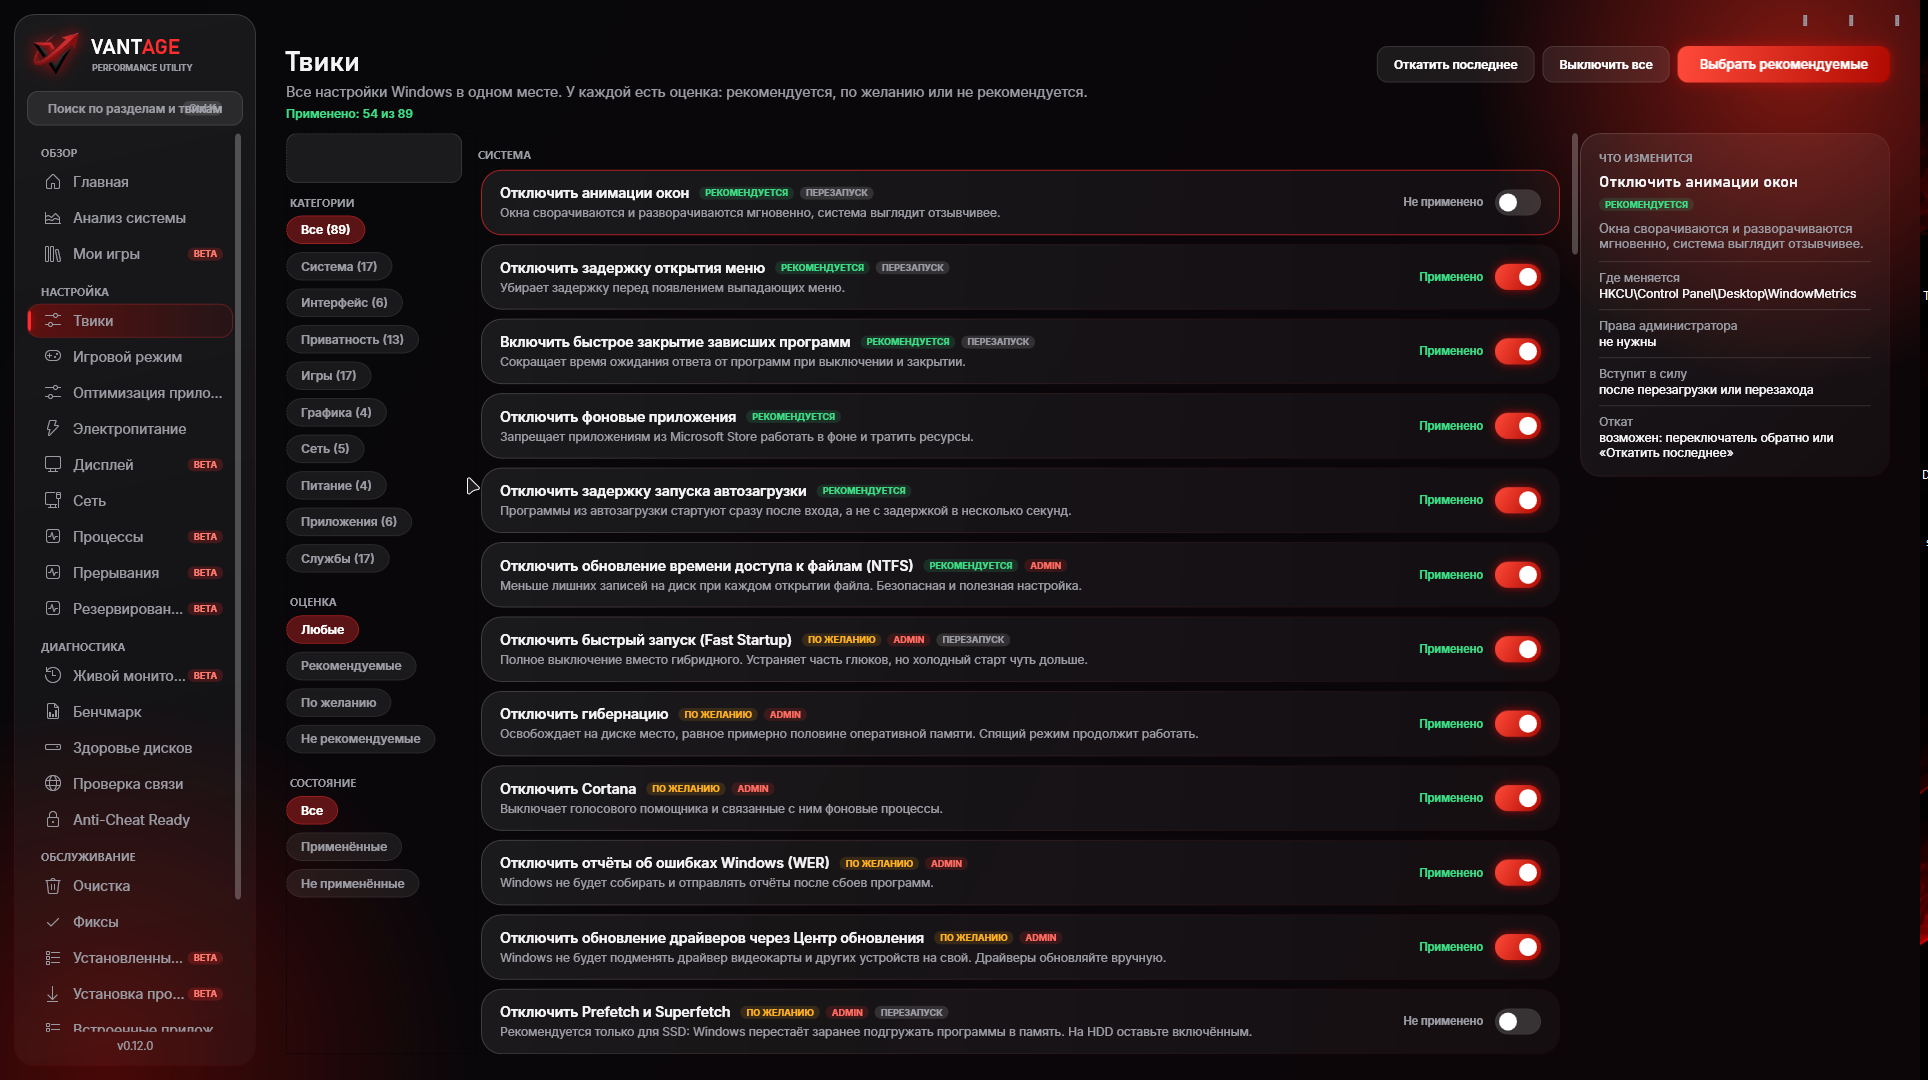 VANTAGE
PERFORMANCE UTILITY
Поиск по разделам и твикам
ОБЗОР
Главная
Анализ системы
Мои игры BETA
НАСТРОЙКА
Твики
Игровой режим
Оптимизация прило...
Электропитание
Дисплей BETA
Сеть
Процессы BETA
Прерывания BETA
Резервирован... BETA
ДИАГНОСТИКА
Живой монито... BETA
Бенчмарк
Здоровье дисков
Проверка связи
Anti-Cheat Ready
ОБСЛУЖИВАНИЕ
Очистка
Фиксы
Установленны... BETA
Установка про... BETA
Встроенные прилож
v0.12.0
Твики
Все настройки Windows в одном месте. У каждой есть оценка: рекомендуется, по желанию или не рекомендуется.
Применено: 54 из 89
Откатить последнее
Выключить все
Выбрать рекомендуемые
КАТЕГОРИИ
Все (89)
Система (17)
Интерфейс (6)
Приватность (13)
Игры (17)
Графика (4)
Сеть (5)
Питание (4)
Приложения (6)
Службы (17)
ОЦЕНКА
Любые
Рекомендуемые
По желанию
Не рекомендуемые
СОСТОЯНИЕ
Все
Применённые
Не применённые
СИСТЕМА
Отключить анимации окон РЕКОМЕНДУЕТСЯ ПЕРЕЗАПУСК
Окна сворачиваются и разворачиваются мгновенно, система выглядит отзывчивее.
Не применено
Отключить задержку открытия меню РЕКОМЕНДУЕТСЯ ПЕРЕЗАПУСК
Убирает задержку перед появлением выпадающих меню.
Применено
Включить быстрое закрытие зависших программ РЕКОМЕНДУЕТСЯ ПЕРЕЗАПУСК
Сокращает время ожидания ответа от программ при выключении и закрытии.
Применено
Отключить фоновые приложения РЕКОМЕНДУЕТСЯ
Запрещает приложениям из Microsoft Store работать в фоне и тратить ресурсы.
Применено
Отключить задержку запуска автозагрузки РЕКОМЕНДУЕТСЯ
Программы из автозагрузки стартуют сразу после входа, а не с задержкой в несколько секунд.
Применено
Отключить обновление времени доступа к файлам (NTFS) РЕКОМЕНДУЕТСЯ ADMIN
Меньше лишних записей на диск при каждом открытии файла. Безопасная и полезная настройка.
Применено
Отключить быстрый запуск (Fast Startup) ПО ЖЕЛАНИЮ ADMIN ПЕРЕЗАПУСК
Полное выключение вместо гибридного. Устраняет часть глюков, но холодный старт чуть дольше.
Применено
Отключить гибернацию ПО ЖЕЛАНИЮ ADMIN
Освобождает на диске место, равное примерно половине оперативной памяти. Спящий режим продолжит работать.
Применено
Отключить Cortana ПО ЖЕЛАНИЮ ADMIN
Выключает голосового помощника и связанные с ним фоновые процессы.
Применено
Отключить отчёты об ошибках Windows (WER) ПО ЖЕЛАНИЮ ADMIN
Windows не будет собирать и отправлять отчёты после сбоев программ.
Применено
Отключить обновление драйверов через Центр обновления ПО ЖЕЛАНИЮ ADMIN
Windows не будет подменять драйвер видеокарты и других устройств на свой. Драйверы обновляйте вручную.
Применено
Отключить Prefetch и Superfetch ПО ЖЕЛАНИЮ ADMIN ПЕРЕЗАПУСК
Рекомендуется только для SSD: Windows перестаёт заранее подгружать программы в память. На HDD оставьте включённым.
Не применено
ЧТО ИЗМЕНИТСЯ
Отключить анимации окон
РЕКОМЕНДУЕТСЯ
Окна сворачиваются и разворачиваются
мгновенно, система выглядит отзывчивее.
Где меняется
HKCU\Control Panel\Desktop\WindowMetrics
Права администратора
не нужны
Вступит в силу
после перезагрузки или перезахода
Откат
возможен: переключатель обратно или
«Откатить последнее»